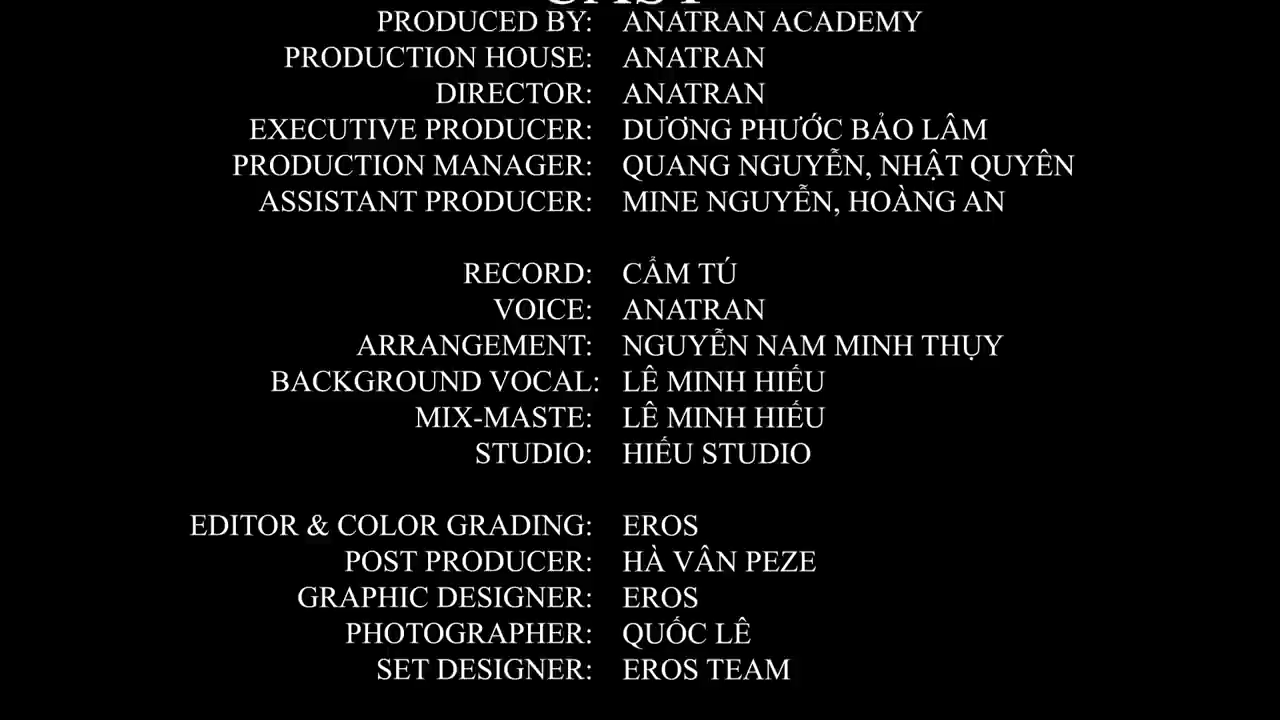 CAST
PRODUCED BY: ANATRAN ACADEMY
PRODUCTION HOUSE: ANATRAN
DIRECTOR: ANATRAN
EXECUTIVE PRODUCER: DƯƠNG PHƯỚC BẢO LÂM
PRODUCTION MANAGER: QUANG NGUYỄN, NHẬT QUYÊN
ASSISTANT PRODUCER: MINE NGUYỄN, HOÀNG AN
RECORD: CẨM TÚ
VOICE: ANATRAN
ARRANGEMENT: NGUYỄN NAM MINH THỤY
BACKGROUND VOCAL: LÊ MINH HIẾU
MIX-MASTE: LÊ MINH HIẾU
STUDIO: HIẾU STUDIO
EDITOR & COLOR GRADING: EROS
POST PRODUCER: HÀ VÂN PEZE
GRAPHIC DESIGNER: EROS
PHOTOGRAPHER: QUỐC LÊ
SET DESIGNER: EROS TEAM